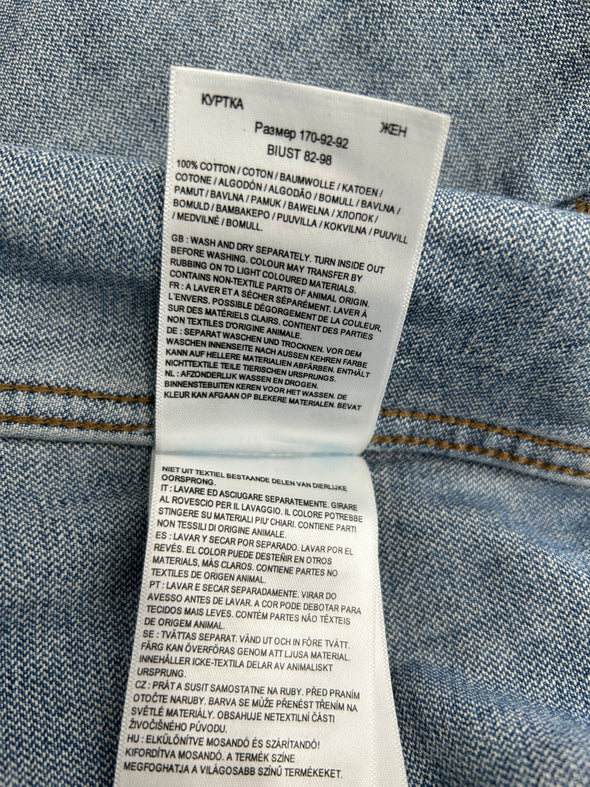 КУРТКА
ЖЕН
Размер 170-92-92
BIUST 82-98
100% COTTON / COTON / BAUMWOLLE / KATOEN /
COTONE / ALGODÓN / ALGODÃO / BOMULL / BAVLNA /
PAMUT / BAVLNA / PAMUK / BAWEŁNA / ХЛОПОК /
BOMULD / BAMBAKEPO / PUUVILLA / KOKVILNA / PUUVILL
/ MEDVILNĖ / BOMULL.
GB : WASH AND DRY SEPARATELY. TURN INSIDE OUT
BEFORE WASHING. COLOUR MAY TRANSFER BY
RUBBING ON TO LIGHT COLOURED MATERIALS.
CONTAINS NON-TEXTILE PARTS OF ANIMAL ORIGIN.
FR : A LAVER ET A SÉCHER SÉPARÉMENT. LAVER À
L'ENVERS. POSSIBLE DÉGORGEMENT DE LA COULEUR,
SUR DES MATÉRIELS CLAIRS. CONTIENT DES PARTIES
NON TEXTILES D'ORIGINE ANIMALE.
DE : SEPARAT WASCHEN UND TROCKNEN. VOR DEM
WASCHEN INNENSEITE NACH AUSSEN KEHREN FARBE
KANN AUF HELLERE MATERIALIEN ABFÄRBEN. ENTHÄLT
NICHTTEXTILE TEILE TIERISCHEN URSPRUNGS.
NL : AFZONDERLIJK WASSEN EN DROGEN.
BINNENSTEBUITEN KEREN VOOR HET WASSEN. DE
KLEUR KAN AFGAAN OP BLEKERE MATERIALEN. BEVAT
NIET UIT TEXTIEL BESTAANDE DELEN VAN DIERLIJKE
OORSPRONG.
IT : LAVARE ED ASCIUGARE SEPARATEMENTE. GIRARE
AL ROVESCIO PER IL LAVAGGIO. IL COLORE POTREBBE
STINGERE SU MATERIALI PIU' CHIARI. CONTIENE PARTI
NON TESSILI DI ORIGINE ANIMALE.
ES : LAVAR Y SECAR POR SEPARADO. LAVAR POR EL
REVÉS. EL COLOR PUEDE DESTEÑIR EN OTROS
MATERIALS, MÁS CLAROS. CONTIENE PARTES NO
TEXTILES DE ORIGEN ANIMAL.
PT : LAVAR E SECAR SEPARADAMENTE. VIRAR DO
AVESSO ANTES DE LAVAR. A COR PODE DEBOTAR PARA
TECIDOS MAIS LEVES. CONTÉM PARTES NÃO TÊXTEIS
DE ORIGEM ANIMAL.
SE : TVÄTTAS SEPARAT. VÄND UT OCH IN FÖRE TVÄTT.
FÄRG KAN ÖVERFÖRAS GENOM ATT LJUSA MATERIAL.
INNEHÅLLER ICKE-TEXTILA DELAR AV ANIMALISKT
URSPRUNG.
CZ : PRÁT A SUSIT SAMOSTATNE NA RUBY. PŘED PRANÍM
OTOČTE NARUBY. BARVA SE MŮŽE PŘENÉST TŘENÍM NA
SVĚTLÉ MATERIÁLY. OBSAHUJE NETEXTILNÍ ČÁSTI
ŽIVOČIŠNÉHO PŮVODU.
HU : ELKÜLÖNÍTVE MOSANDÓ ÉS SZÁRÍTANDÓ!
KIFORDÍTVA MOSANDÓ. A TERMÉK SZÍNE
MEGFOGHATJA A VILÁGOSABB SZÍNŰ TERMÉKEKET.